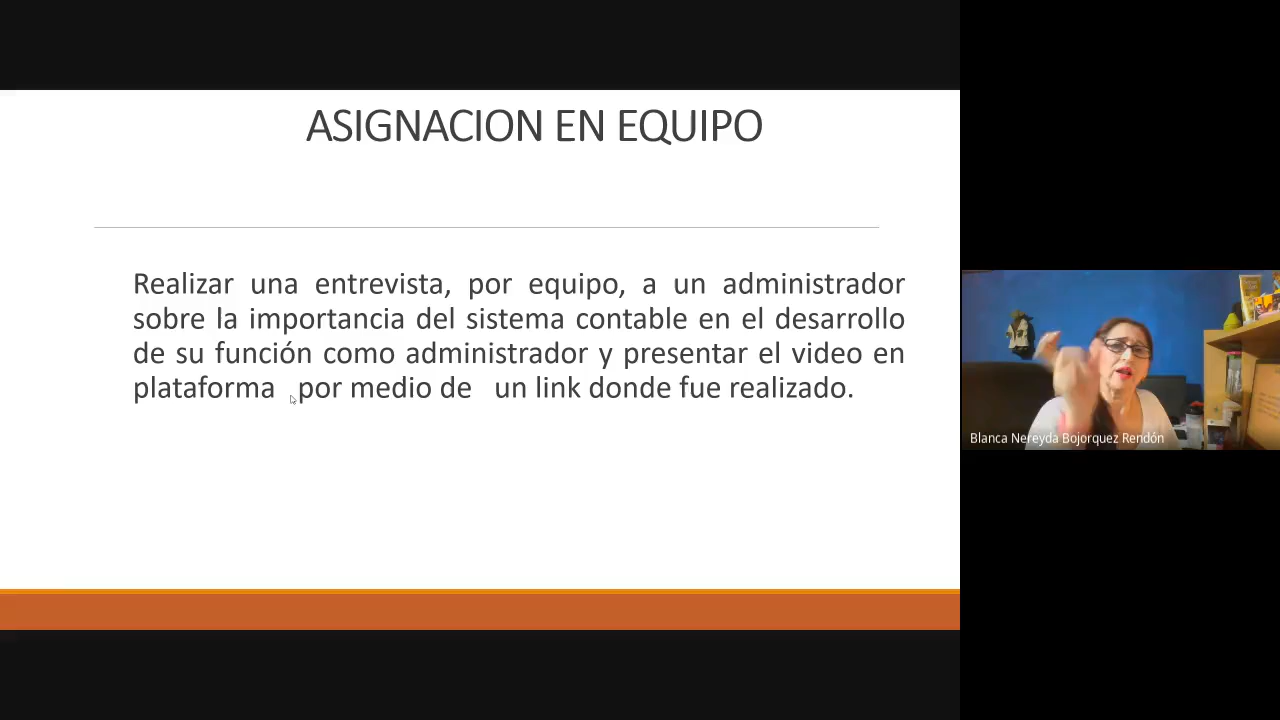 ASIGNACION EN EQUIPO
Realizar una entrevista, por equipo, a un administrador
sobre la importancia del sistema contable en el desarrollo
de su función como administrador y presentar el video en
plataforma por medio de un link donde fue realizado.
Blanca Nereyda Bojorquez Rendón